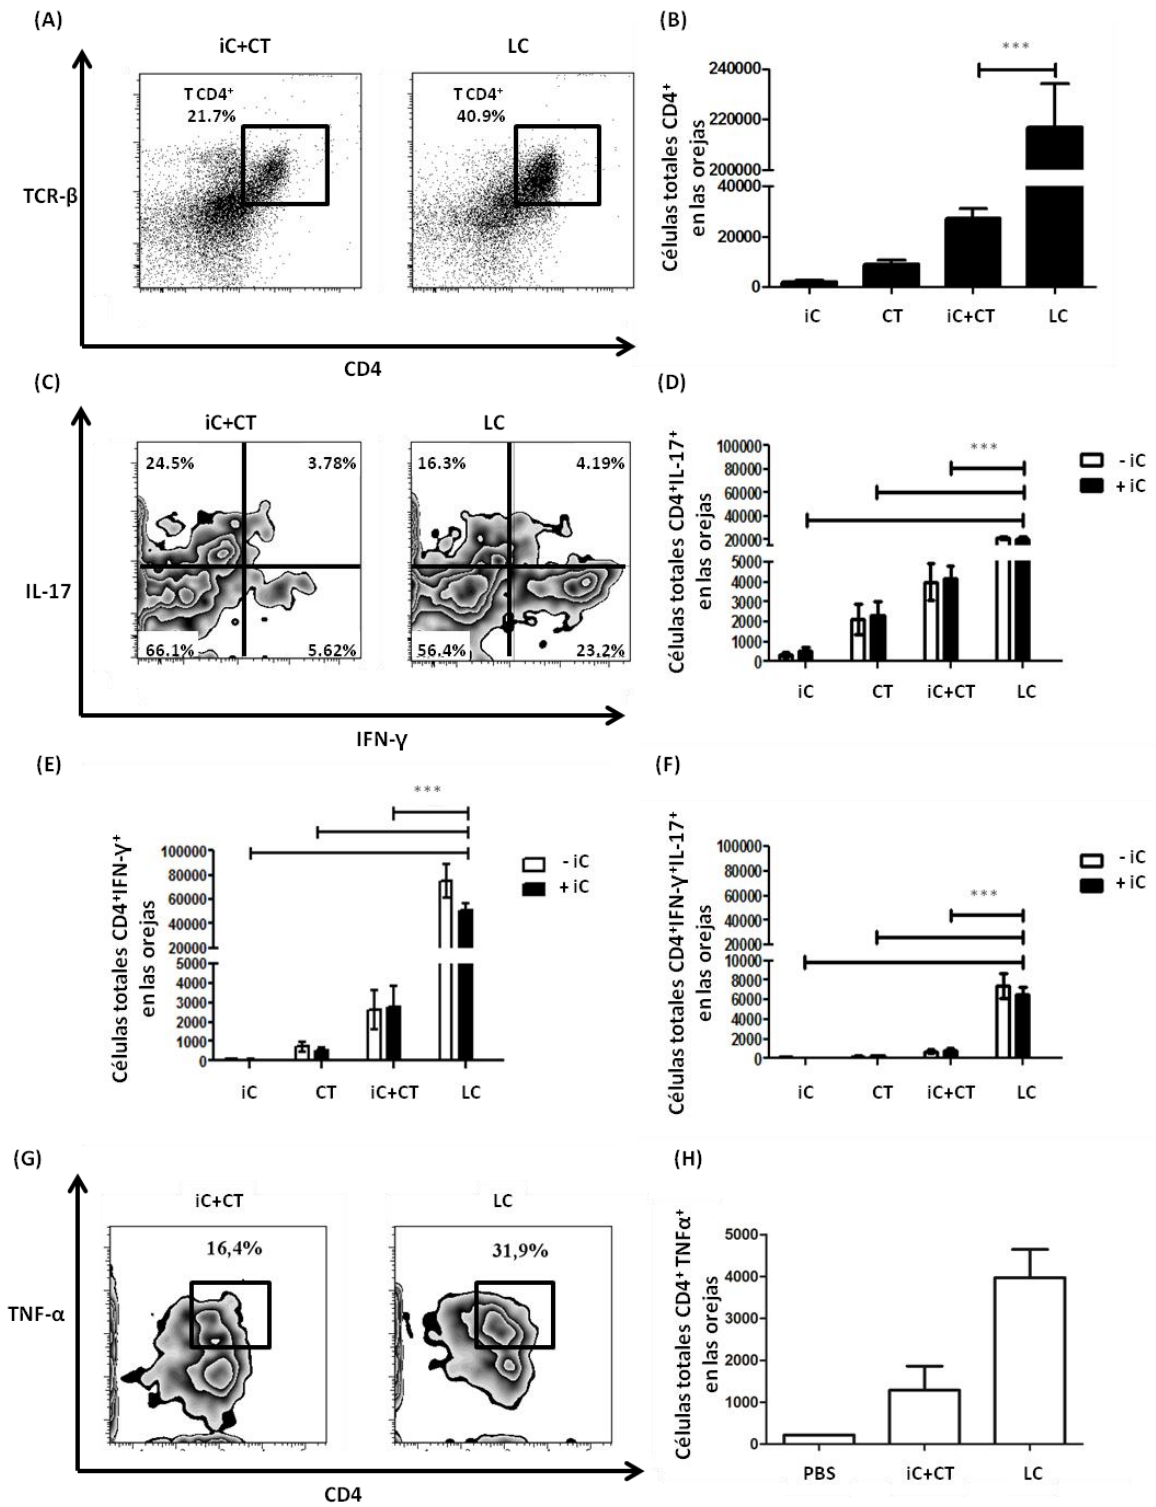 (A)
iC+CT
LC
T CD4+
21.7%
T CD4+
40.9%
TCR-β
CD4
(B)
***
Células totales CD4+
en las orejas
240000
220000
200000
40000
20000
0
iC
CT
iC+CT
LC
(C)
iC+CT
LC
24.5%
3.78%
16.3%
4.19%
IL-17
66.1%
5.62%
56.4%
23.2%
IFN-γ
(D)
***
Células totales CD4+IL-17+
en las orejas
100000
80000
60000
40000
20000
5000
4000
3000
2000
1000
0
- iC
+ iC
iC
CT
iC+CT
LC
(E)
***
Células totales CD4+IFN-γ+
en las orejas
100000
80000
60000
40000
20000
5000
4000
3000
2000
1000
0
- iC
+ iC
iC
CT
iC+CT
LC
(F)
***
Células totales CD4+IFN-γ+IL-17+
en las orejas
100000
80000
60000
40000
20000
10000
8000
6000
4000
2000
0
- iC
+ iC
iC
CT
iC+CT
LC
(G)
iC+CT
LC
16,4%
31,9%
TNF-α
CD4
(H)
Células totales CD4+ TNFα+
en las orejas
5000
4000
3000
2000
1000
0
PBS
iC+CT
LC